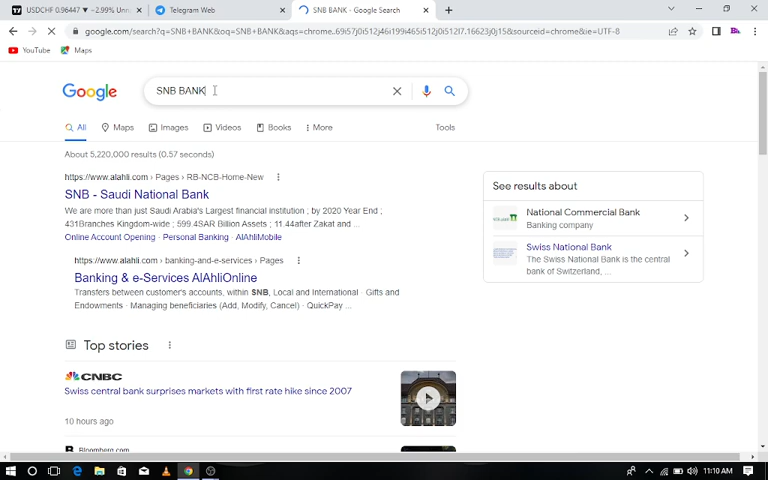 USDCHF 0.96447 ▼ −2.99% Unn
Telegram Web
SNB BANK - Google Search
google.com/search?q=SNB+BANK&oq=SNB+BANK&aqs=chrome..69i57j0i512j46i199i465i512j0i512l7.16623j0j15&sourceid=chrome&ie=UTF-8
YouTube
Maps
Google
SNB BANK
All
Maps
Images
Videos
Books
More
Tools
About 5,220,000 results (0.57 seconds)
https://www.alahli.com › Pages › RB-NCB-Home-New
SNB - Saudi National Bank
We are more than just Saudi Arabia's Largest financial institution ; by 2020 Year End ;
431Branches Kingdom-wide ; 599.4SAR Billion Assets ; 11.44after Zakat and ...
Online Account Opening · Personal Banking · AlAhliMobile
https://www.alahli.com › banking-and-e-services › Pages
Banking & e-Services AlAhliOnline
Transfers between customer's accounts, within SNB, Local and International · Gifts and
Endowments · Managing beneficiaries (Add, Modify, Cancel) · QuickPay ...
Top stories
CNBC
Swiss central bank surprises markets with first rate hike since 2007
10 hours ago
Bloomberg.com
See results about
National Commercial Bank
Banking company
Swiss National Bank
The Swiss National Bank is the central
bank of Switzerland, ...
11:10 AM